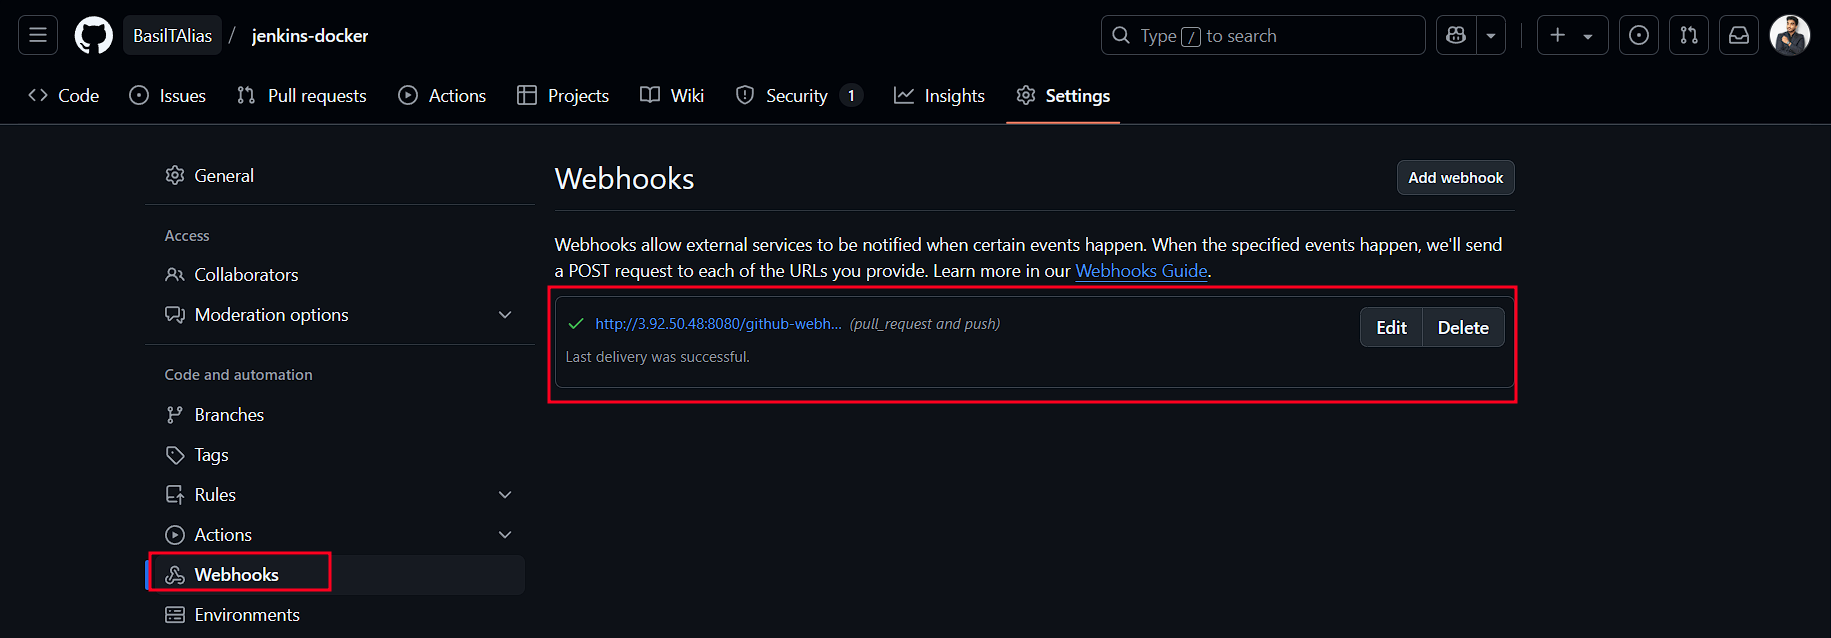 BasilTAlias / jenkins-docker
Type / to search
Code Issues Pull requests Actions Projects Wiki Security 1 Insights Settings
General
Access
Collaborators
Moderation options
Code and automation
Branches
Tags
Rules
Actions
Webhooks
Environments
Webhooks
Add webhook
Webhooks allow external services to be notified when certain events happen. When the specified events happen, we'll send
a POST request to each of the URLs you provide. Learn more in our Webhooks Guide.
http://3.92.50.48:8080/github-webh... (pull_request and push)
Edit Delete
Last delivery was successful.